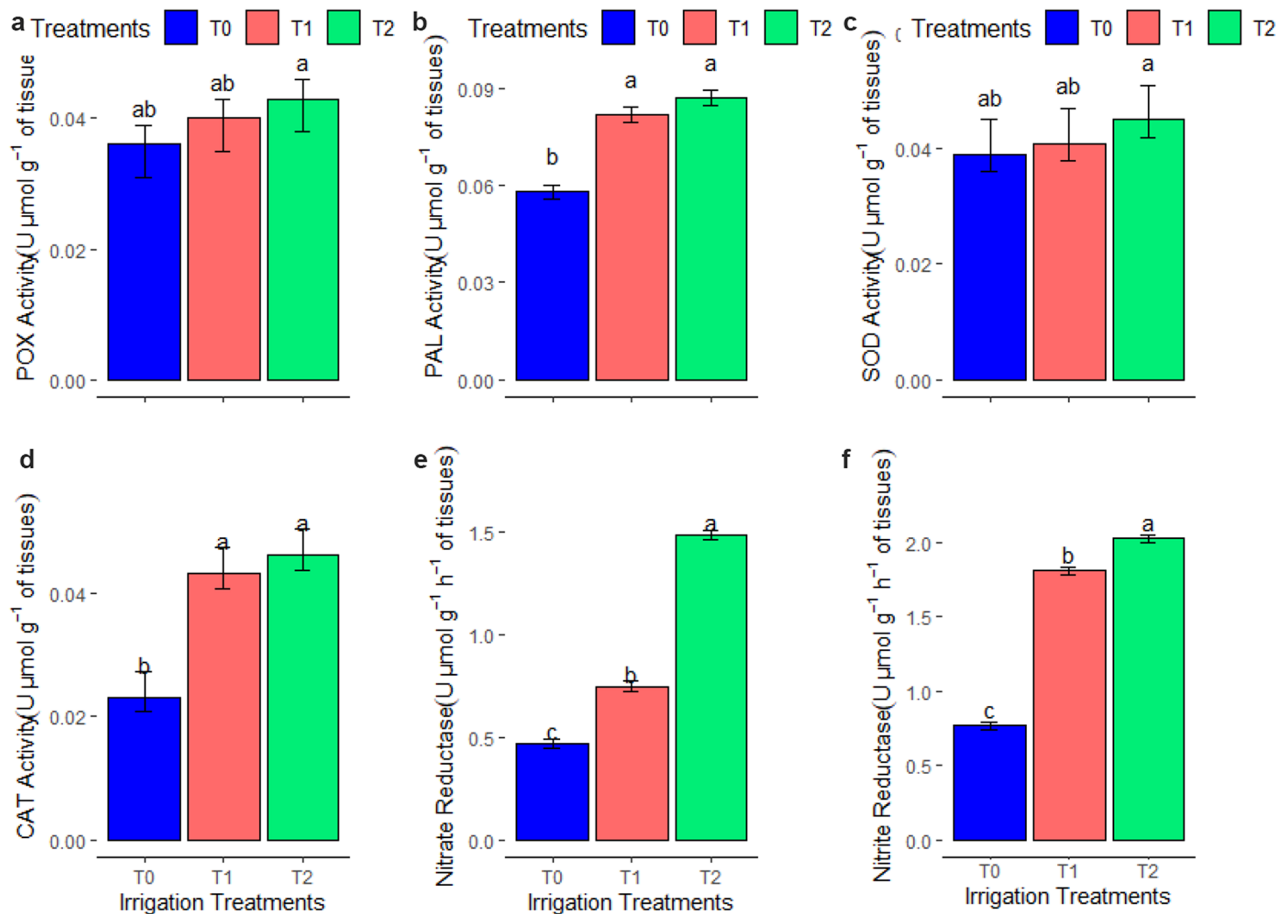 a Treatments T0 T1 T2
POX Activity(U µmol g⁻¹ of tissue
0.04
0.02
0.00
ab
ab
a
b Treatments T0 T1 T2
PAL Activity(U µmol g⁻¹ of tissues)
0.09
0.06
0.03
0.00
b
a
a
c Treatments T0 T1 T2
SOD Activity(U µmol g⁻¹ of tissues)
0.04
0.02
0.00
ab
ab
a
d
CAT Activity(U µmol g⁻¹ of tissues)
0.04
0.02
0.00
b
a
a
T0 T1 T2
Irrigation Treatments
e
Nitrate Reductase(U µmol g⁻¹ h⁻¹ of tissues)
1.5
1.0
0.5
0.0
c
b
a
T0 T1 T2
Irrigation Treatments
f
Nitrite Reductase(U µmol g⁻¹ h⁻¹ of tissues)
2.0
1.5
1.0
0.5
0.0
c
b
a
T0 T1 T2
Irrigation Treatments